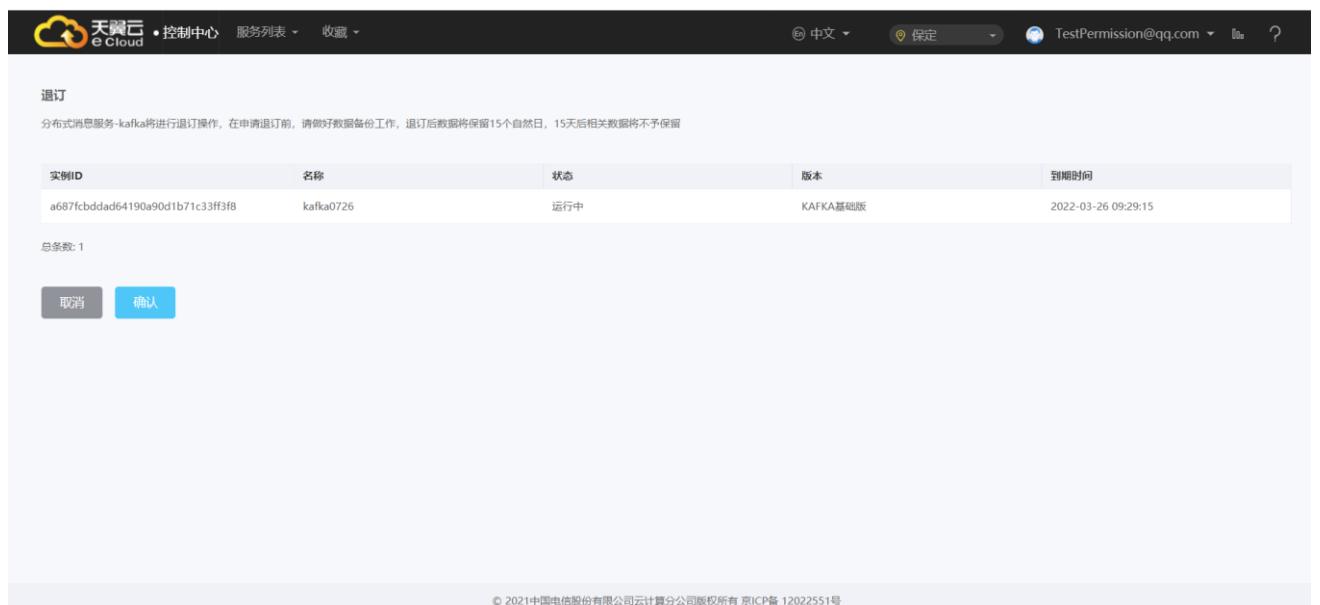 天翼云 e Cloud •控制中心 服务列表 收藏 En 中文 保定 TestPermission@qq.com ?
退订
分布式消息服务-kafka将进行退订操作，在申请退订前，请做好数据备份工作，退订后数据将保留15个自然日，15天后相关数据将不予保留
实例ID 名称 状态 版本 到期时间
a687fcbddad64190a90d1b71c33ff3f8 kafka0726 运行中 KAFKA基础版 2022-03-26 09:29:15
总条数: 1
取消 确认
© 2021中国电信股份有限公司云计算分公司版权所有 京ICP备 12022551号